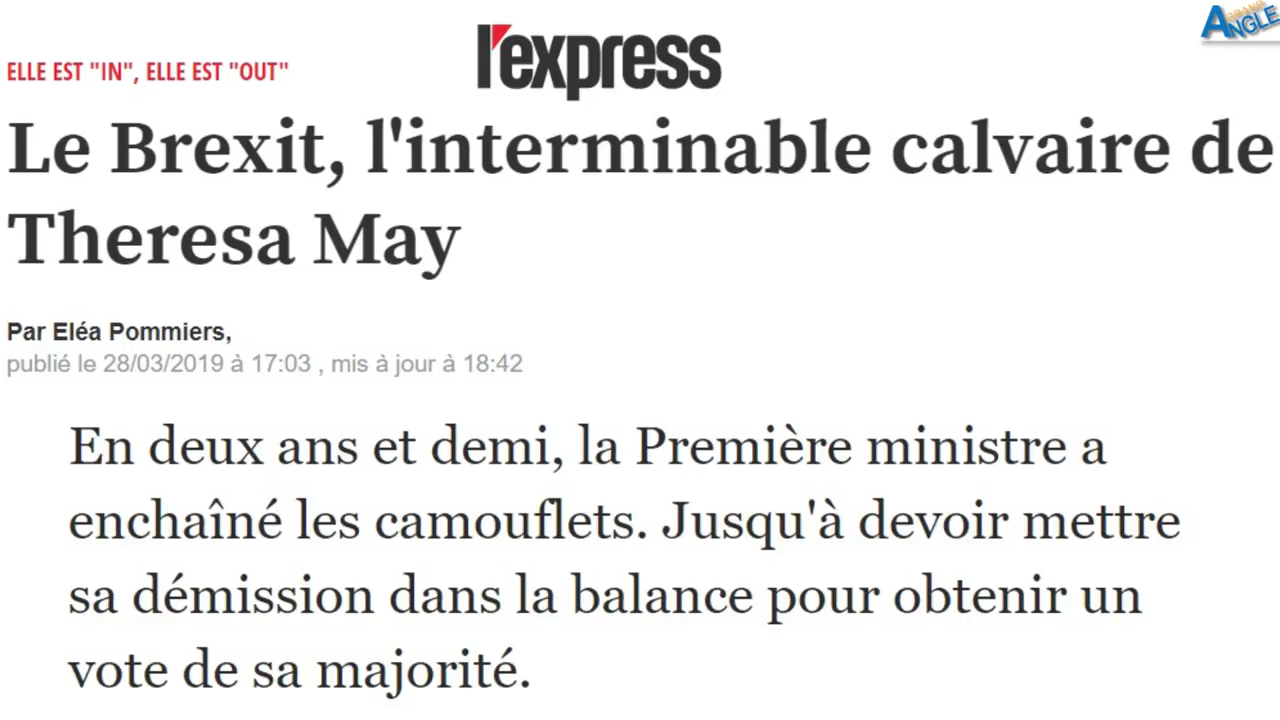 GRAND
ANGLE
l'express
ELLE EST "IN", ELLE EST "OUT"
Le Brexit, l'interminable calvaire de
Theresa May
Par Eléa Pommiers,
publié le 28/03/2019 à 17:03 , mis à jour à 18:42
En deux ans et demi, la Première ministre a
enchaîné les camouflets. Jusqu'à devoir mettre
sa démission dans la balance pour obtenir un
vote de sa majorité.